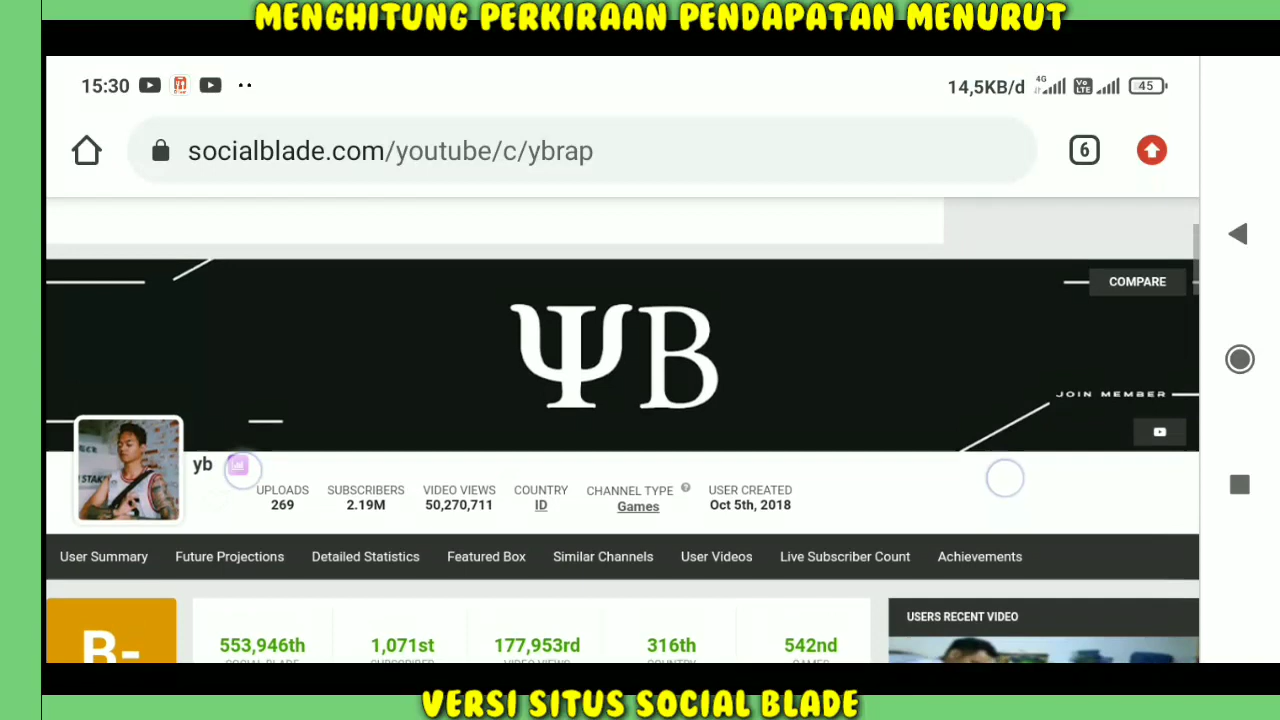 MENGHITUNG PERKIRAAN PENDAPATAN MENURUT
15:30
14,5KB/d 4G Vo LTE 45
socialblade.com/youtube/c/ybrap
6
COMPARE
ΨB
JOIN MEMBER
yb
UPLOADS SUBSCRIBERS VIDEO VIEWS COUNTRY CHANNEL TYPE USER CREATED
269 2.19M 50,270,711 ID Games Oct 5th, 2018
User Summary Future Projections Detailed Statistics Featured Box Similar Channels User Videos Live Subscriber Count Achievements
USERS RECENT VIDEO
B-
553,946th 1,071st 177,953rd 316th 542nd
VERSI SITUS SOCIAL BLADE